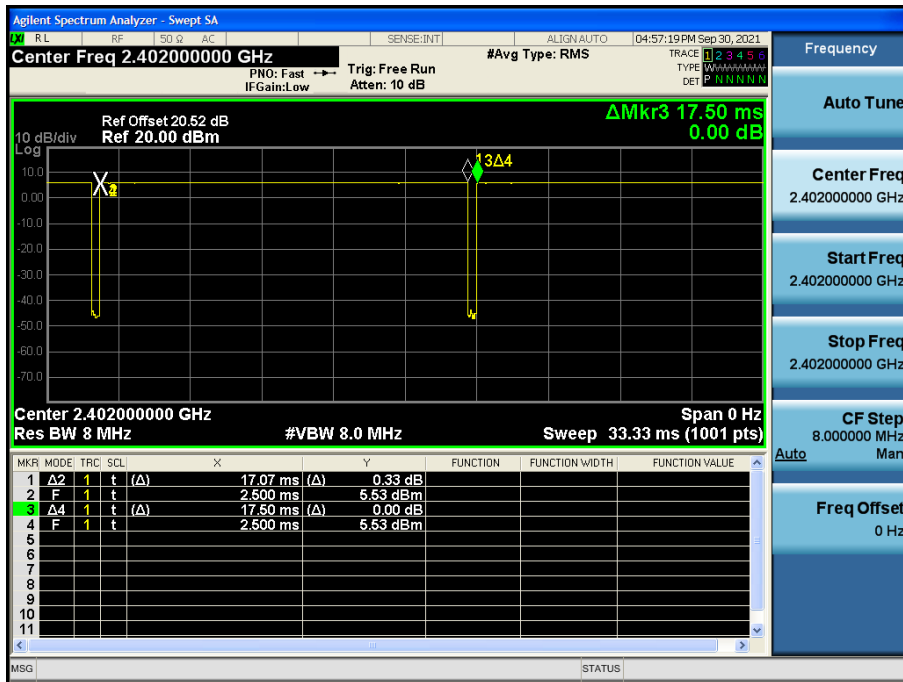 Agilent Spectrum Analyzer - Swept SA
LXI RL RF 50 Ω AC SENSE:INT ALIGN AUTO 04:57:19 PM Sep 30, 2021
Center Freq 2.402000000 GHz #Avg Type: RMS TRACE 1 2 3 4 5 6
PNO: Fast Trig: Free Run TYPE WWWWWW
IFGain:Low Atten: 10 dB DET P N N N N N
Frequency
Auto Tune
Center Freq
2.402000000 GHz
Start Freq
2.402000000 GHz
Stop Freq
2.402000000 GHz
CF Step
8.000000 MHz
Auto Man
Freq Offset
0 Hz
ΔMkr3 17.50 ms
0.00 dB
Ref Offset 20.52 dB
10 dB/div Ref 20.00 dBm
Log
10.0
0.00
-10.0
-20.0
-30.0
-40.0
-50.0
-60.0
-70.0
X2
13Δ4
Center 2.402000000 GHz Span 0 Hz
Res BW 8 MHz #VBW 8.0 MHz Sweep 33.33 ms (1001 pts)
MKR MODE TRC SCL X Y FUNCTION FUNCTION WIDTH FUNCTION VALUE
1 Δ2 1 t (Δ) 17.07 ms (Δ) 0.33 dB
2 F 1 t 2.500 ms 5.53 dBm
3 Δ4 1 t (Δ) 17.50 ms (Δ) 0.00 dB
4 F 1 t 2.500 ms 5.53 dBm
5
6
7
8
9
10
11
MSG STATUS